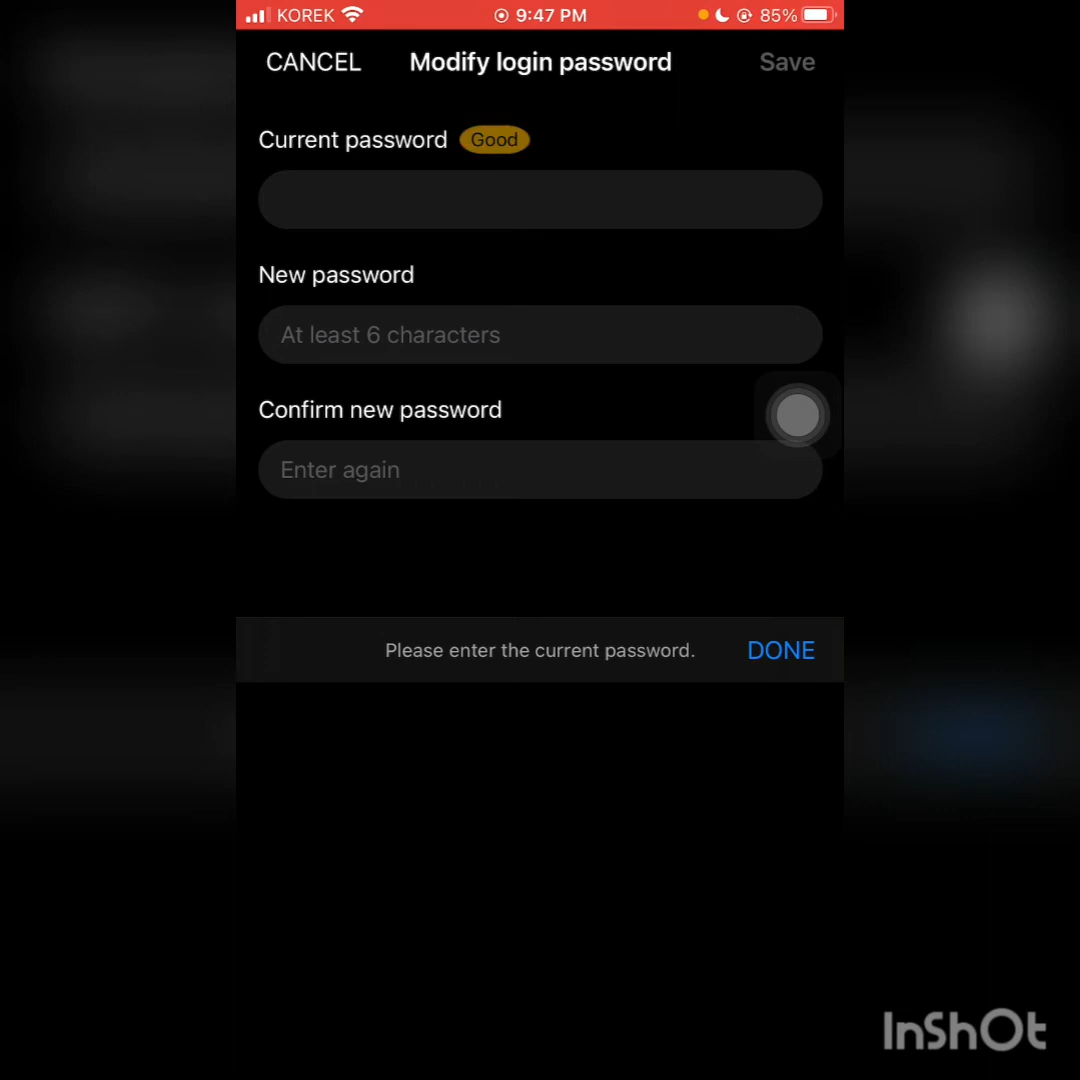 KOREK 9:47 PM 85%
CANCEL Modify login password Save
Current password Good
New password
At least 6 characters
Confirm new password
Enter again
Please enter the current password. DONE
InShOt